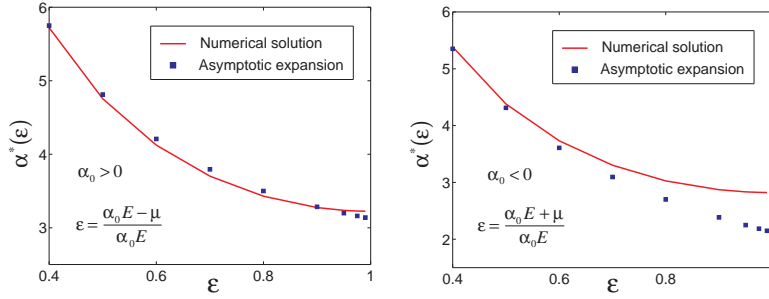 6
5
4
3
0.4
0.6
0.8
1
α*(ε)
ε
Numerical solution
Asymptotic expansion
α₀ > 0
ε = (α₀E − μ) / (α₀E)
6
5
4
3
2
0.4
0.6
0.8
α*(ε)
ε
Numerical solution
Asymptotic expansion
α₀ < 0
ε = (α₀E + μ) / (α₀E)